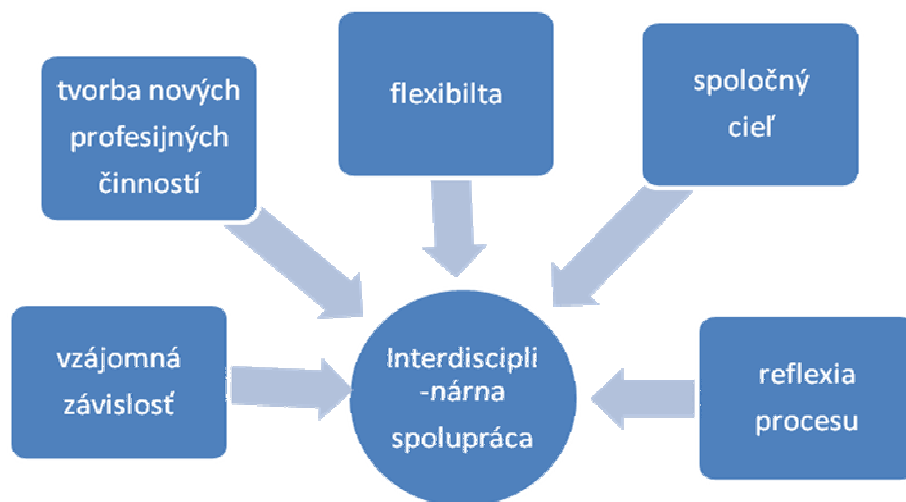 tvorba nových
profesijných
činností
flexibilta
spoločný
cieľ
vzájomná
závislosť
Interdiscipli
-nárna
spolupráca
reflexia
procesu